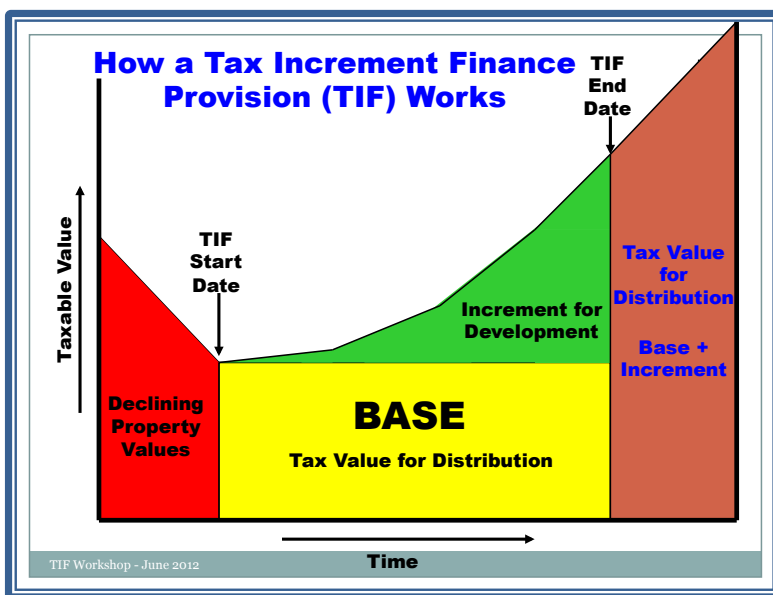 How a Tax Increment Finance
Provision (TIF) Works
TIF
End
Date
TIF
Start
Date
Taxable Value
Tax Value
for
Distribution
Base +
Increment
Increment for
Development
Declining
Property
Values
BASE
Tax Value for Distribution
Time
TIF Workshop - June 2012